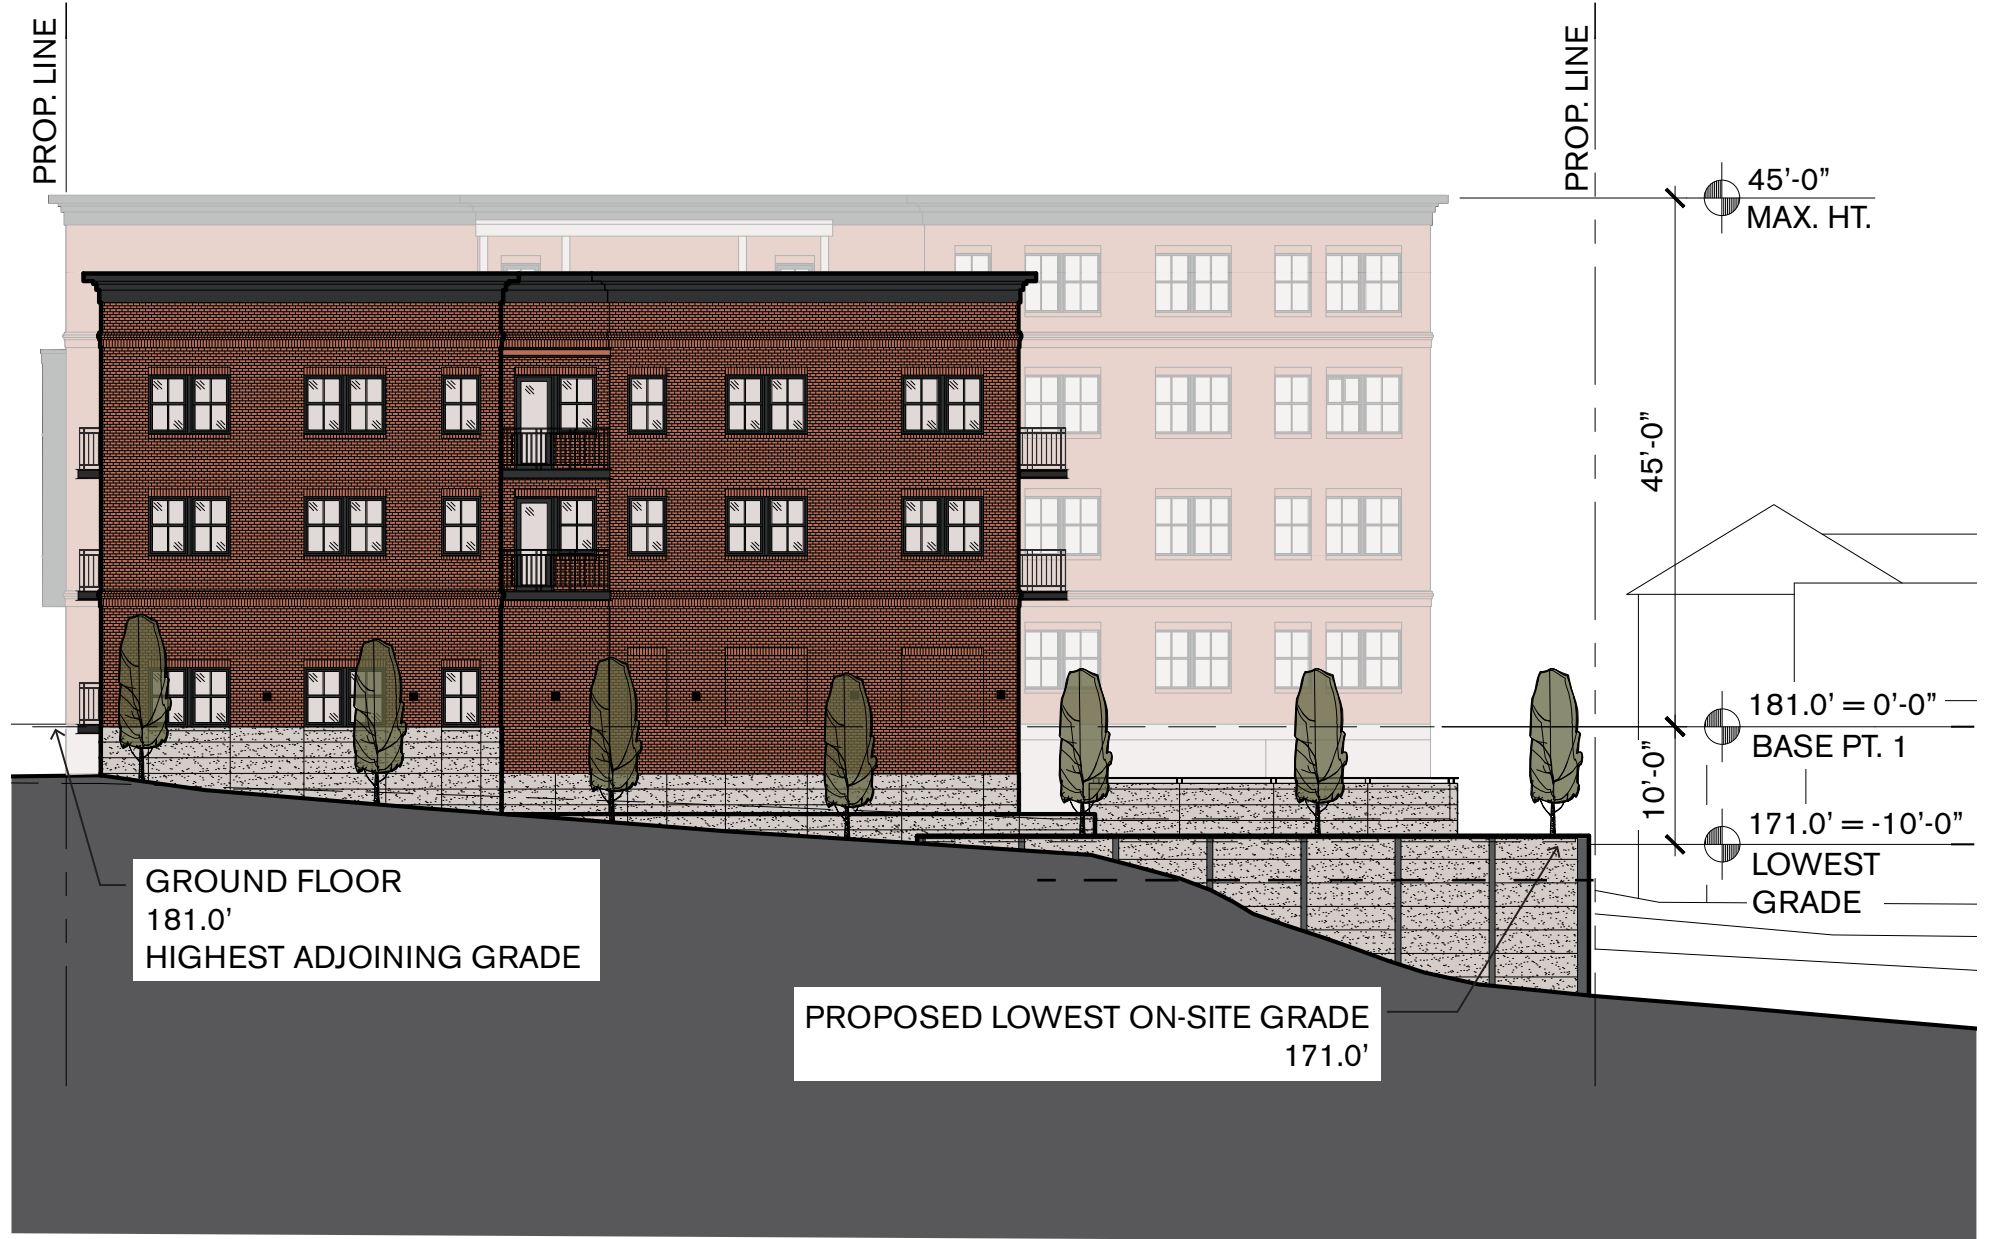 PROP. LINE
PROP. LINE
45'-0”
MAX. HT.
45'-0”
181.0’ = 0’-0”
BASE PT. 1
10’-0”
171.0’ = -10’-0”
LOWEST
GRADE
GROUND FLOOR
181.0’
HIGHEST ADJOINING GRADE
PROPOSED LOWEST ON-SITE GRADE
171.0’